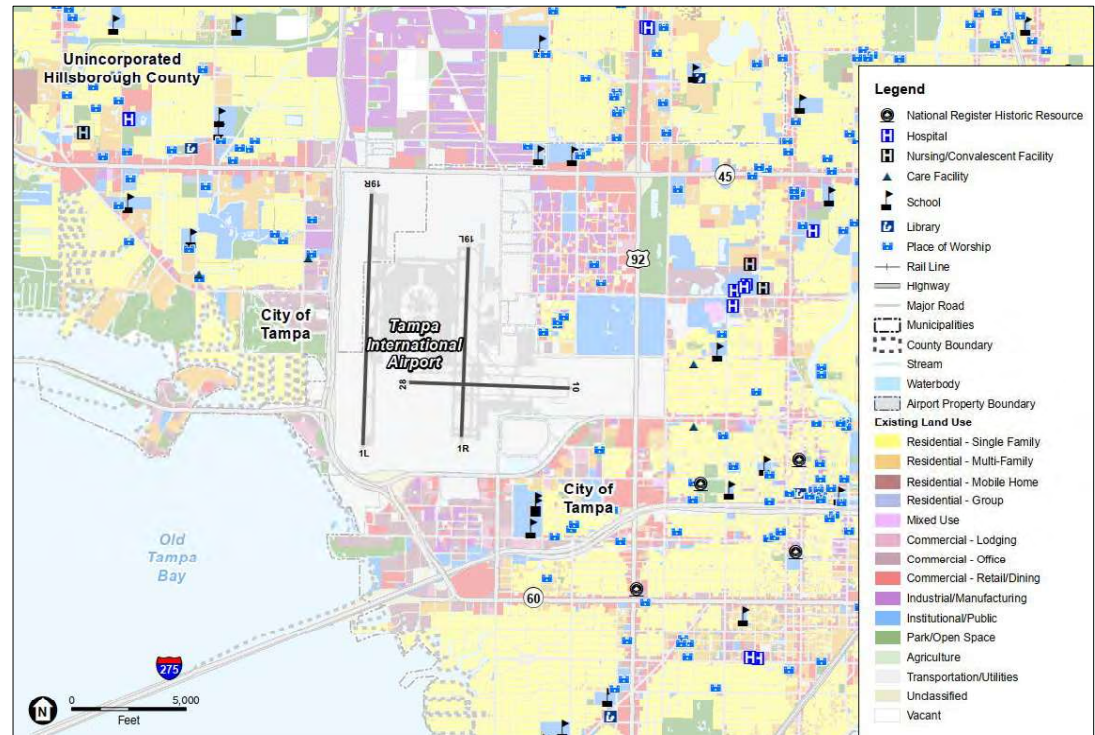 Unincorporated
Hillsborough County
19R
19L
45
92
City of
Tampa
Tampa
International
Airport
28
10
1L
1R
City of
Tampa
Old
Tampa
Bay
60
275
N
0 5,000
Feet
Legend
National Register Historic Resource
H Hospital
H Nursing/Convalescent Facility
Care Facility
School
Library
Place of Worship
Rail Line
Highway
Major Road
Municipalities
County Boundary
Stream
Waterbody
Airport Property Boundary
Existing Land Use
Residential - Single Family
Residential - Multi-Family
Residential - Mobile Home
Residential - Group
Mixed Use
Commercial - Lodging
Commercial - Office
Commercial - Retail/Dining
Industrial/Manufacturing
Institutional/Public
Park/Open Space
Agriculture
Transportation/Utilities
Unclassified
Vacant